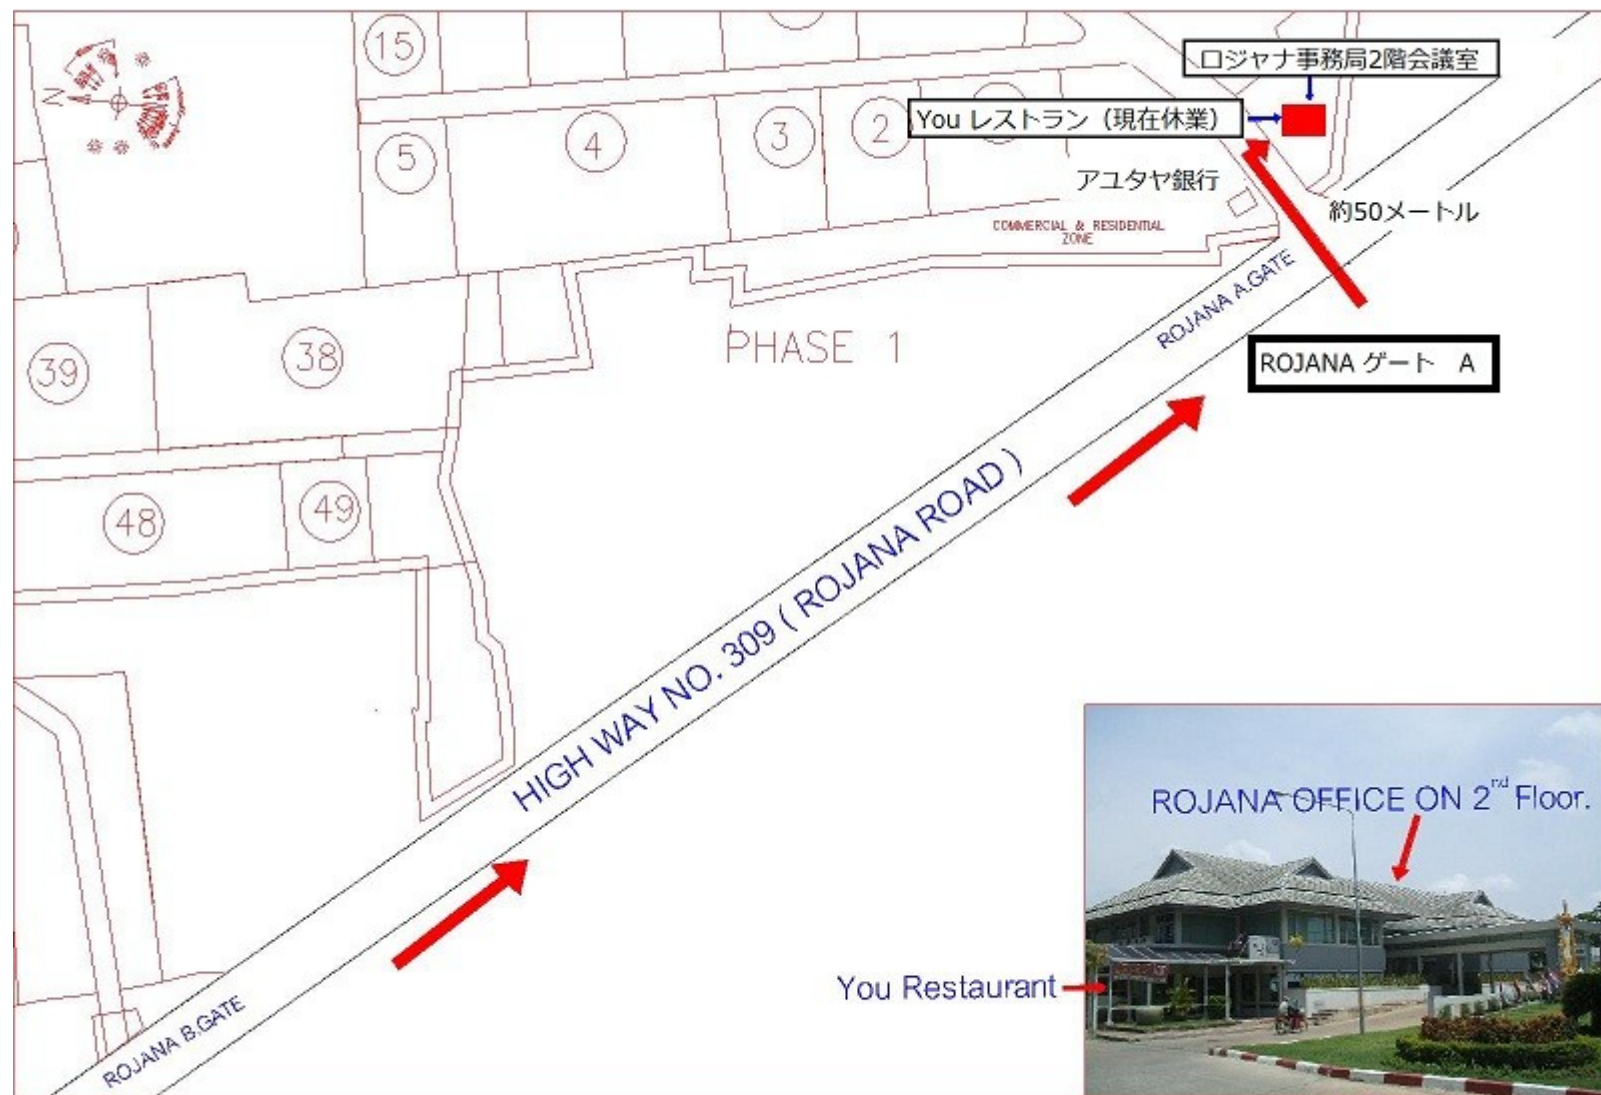 15
ロジャナ事務局2階会議室
You レストラン（現在休業）
5
4
3
2
アユタヤ銀行
約50メートル
COMMERCIAL & RESIDENTIAL
ZONE
ROJANA A.GATE
PHASE 1
ROJANA ゲート　A
39
38
48
49
HIGH WAY NO. 309 ( ROJANA ROAD )
ROJANA B.GATE
ROJANA OFFICE ON 2nd Floor.
You Restaurant
N